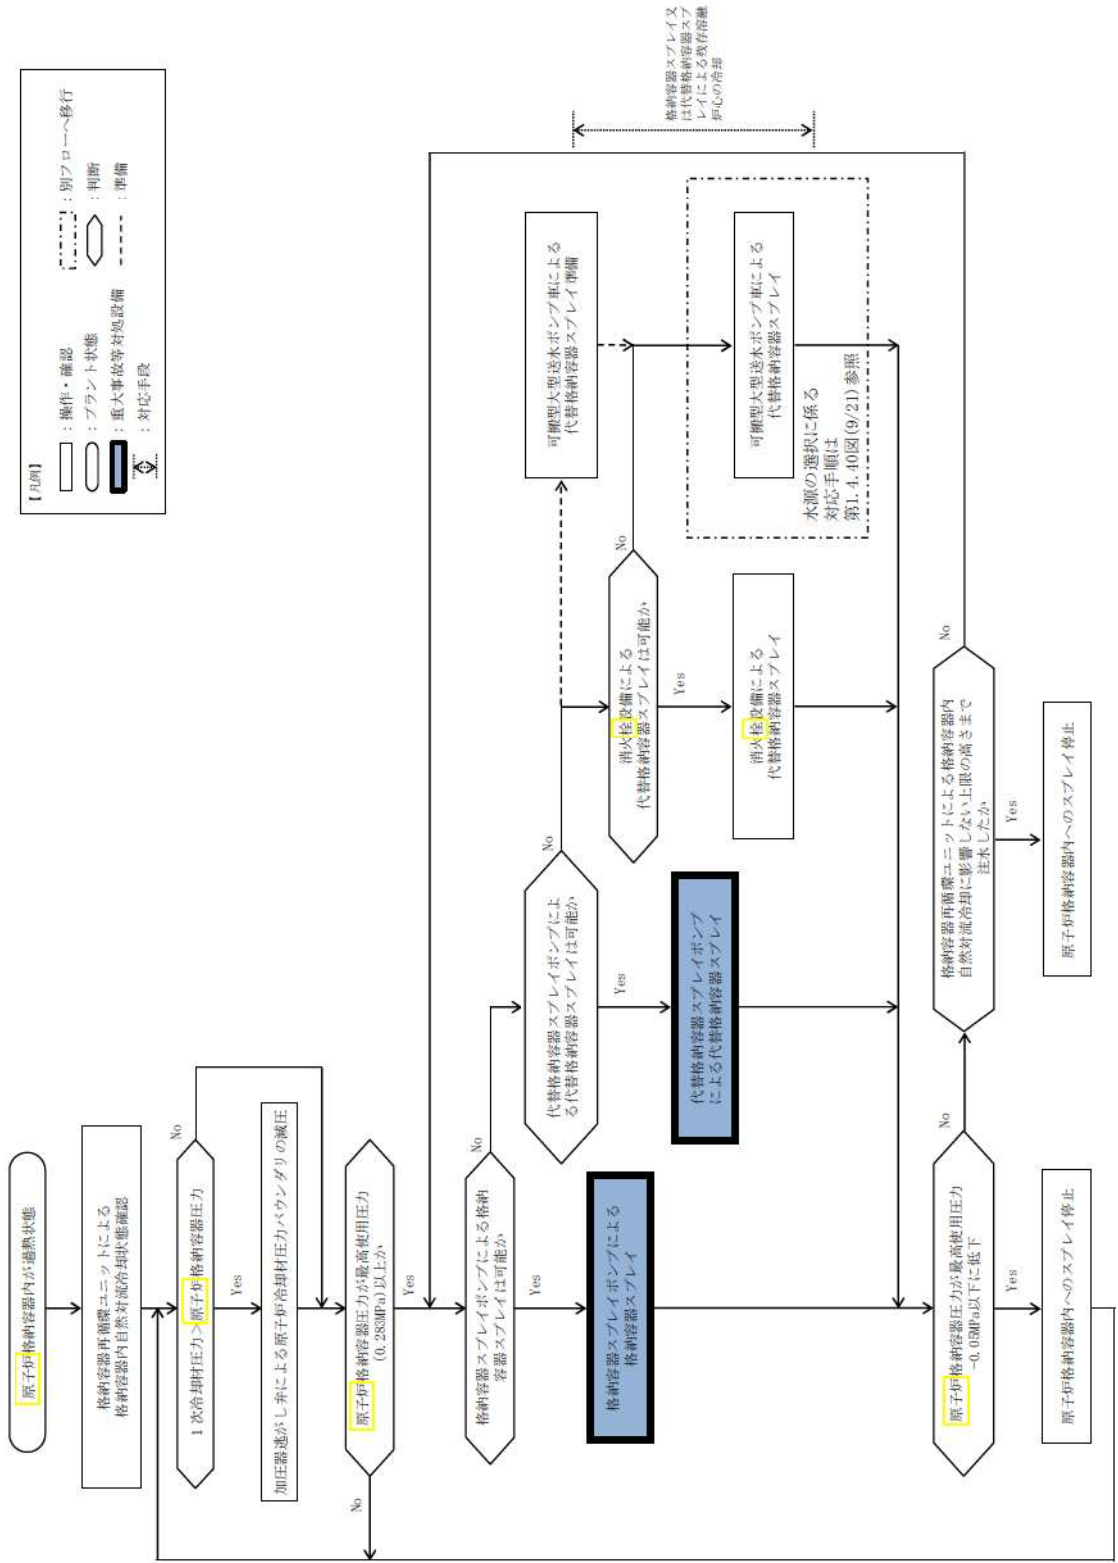 【凡例】
：操作・確認
：プラント状態
：重大事故等対処設備
：対応手段
：別フローへ移行
：判断
：準備
原子炉格納容器内が過熱状態
格納容器再循環ユニットによる
格納容器内自然対流冷却状態確認
1次冷却材圧力＞原子炉格納容器圧力
No
Yes
加圧器逃がし弁による原子炉冷却材圧力バウンダリの減圧
原子炉格納容器圧力が最高使用圧力
(0.283MPa)以上か
No
Yes
格納容器スプレイポンプによる格納
容器スプレイは可能か
No
Yes
格納容器スプレイポンプによる
格納容器スプレイ
代替格納容器スプレイポンプによ
る代替格納容器スプレイは可能か
No
Yes
代替格納容器スプレイポンプ
による代替格納容器スプレイ
消火栓設備による
代替格納容器スプレイは可能か
No
Yes
消火栓設備による
代替格納容器スプレイ
可搬型大型送水ポンプ車による
代替格納容器スプレイ準備
可搬型大型送水ポンプ車による
代替格納容器スプレイ
水源の選択に係る
対応手順は
第1.4.40図(9/21)参照
格納容器スプレイ又
は代替格納容器スプ
レイによる残存溶融
炉心の冷却
原子炉格納容器圧力が最高使用圧力
-0.05MPa以下に低下
No
Yes
原子炉格納容器内へのスプレイ停止
格納容器再循環ユニットによる格納容器内
自然対流冷却に影響しない上限の高さまで
注水したか
No
Yes
原子炉格納容器内へのスプレイ停止